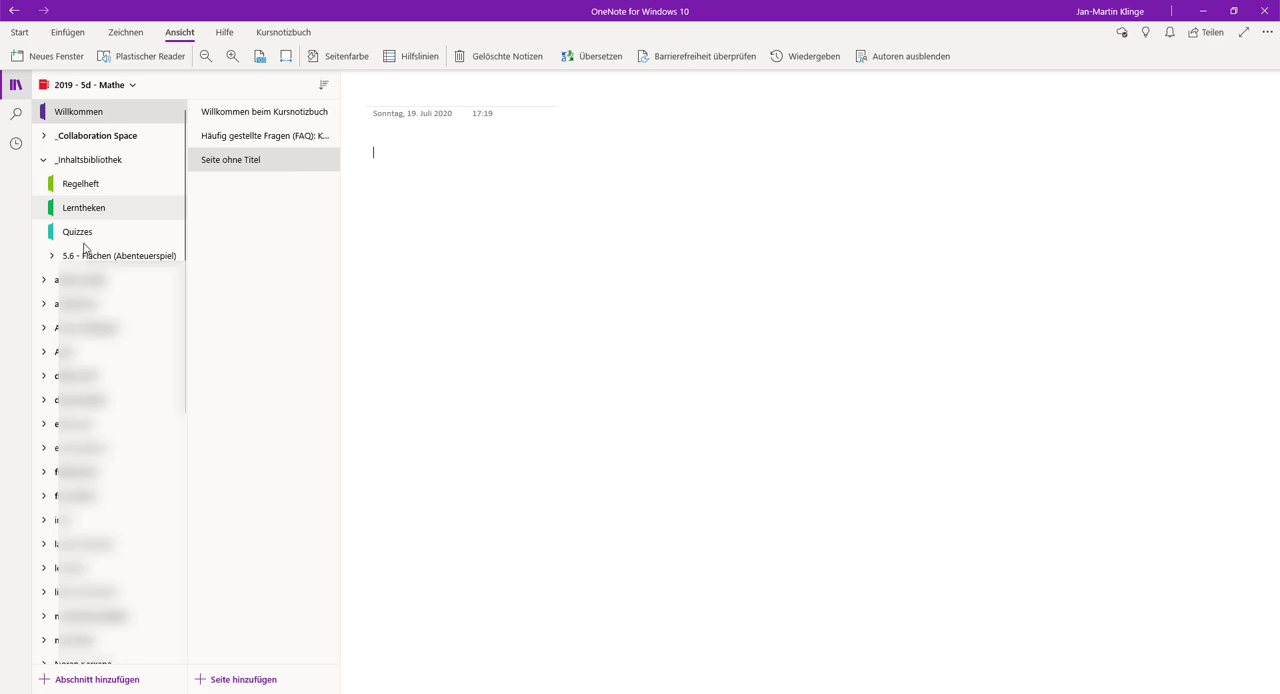 OneNote for Windows 10
Jan-Martin Klinge
Start Einfügen Zeichnen Ansicht Hilfe Kursnotizbuch
Teilen
Neues Fenster Plastischer Reader Seitenfarbe Hilfslinien Gelöschte Notizen Übersetzen Barrierefreiheit überprüfen Wiedergeben Autoren ausblenden
2019 - 5d - Mathe
Willkommen
_Collaboration Space
_Inhaltsbibliothek
Regelheft
Lerntheken
Quizzes
5.6 - Flächen (Abenteuerspiel)
Abschnitt hinzufügen
Willkommen beim Kursnotizbuch
Häufig gestellte Fragen (FAQ): K...
Seite ohne Titel
Seite hinzufügen
Sonntag, 19. Juli 2020 17:19